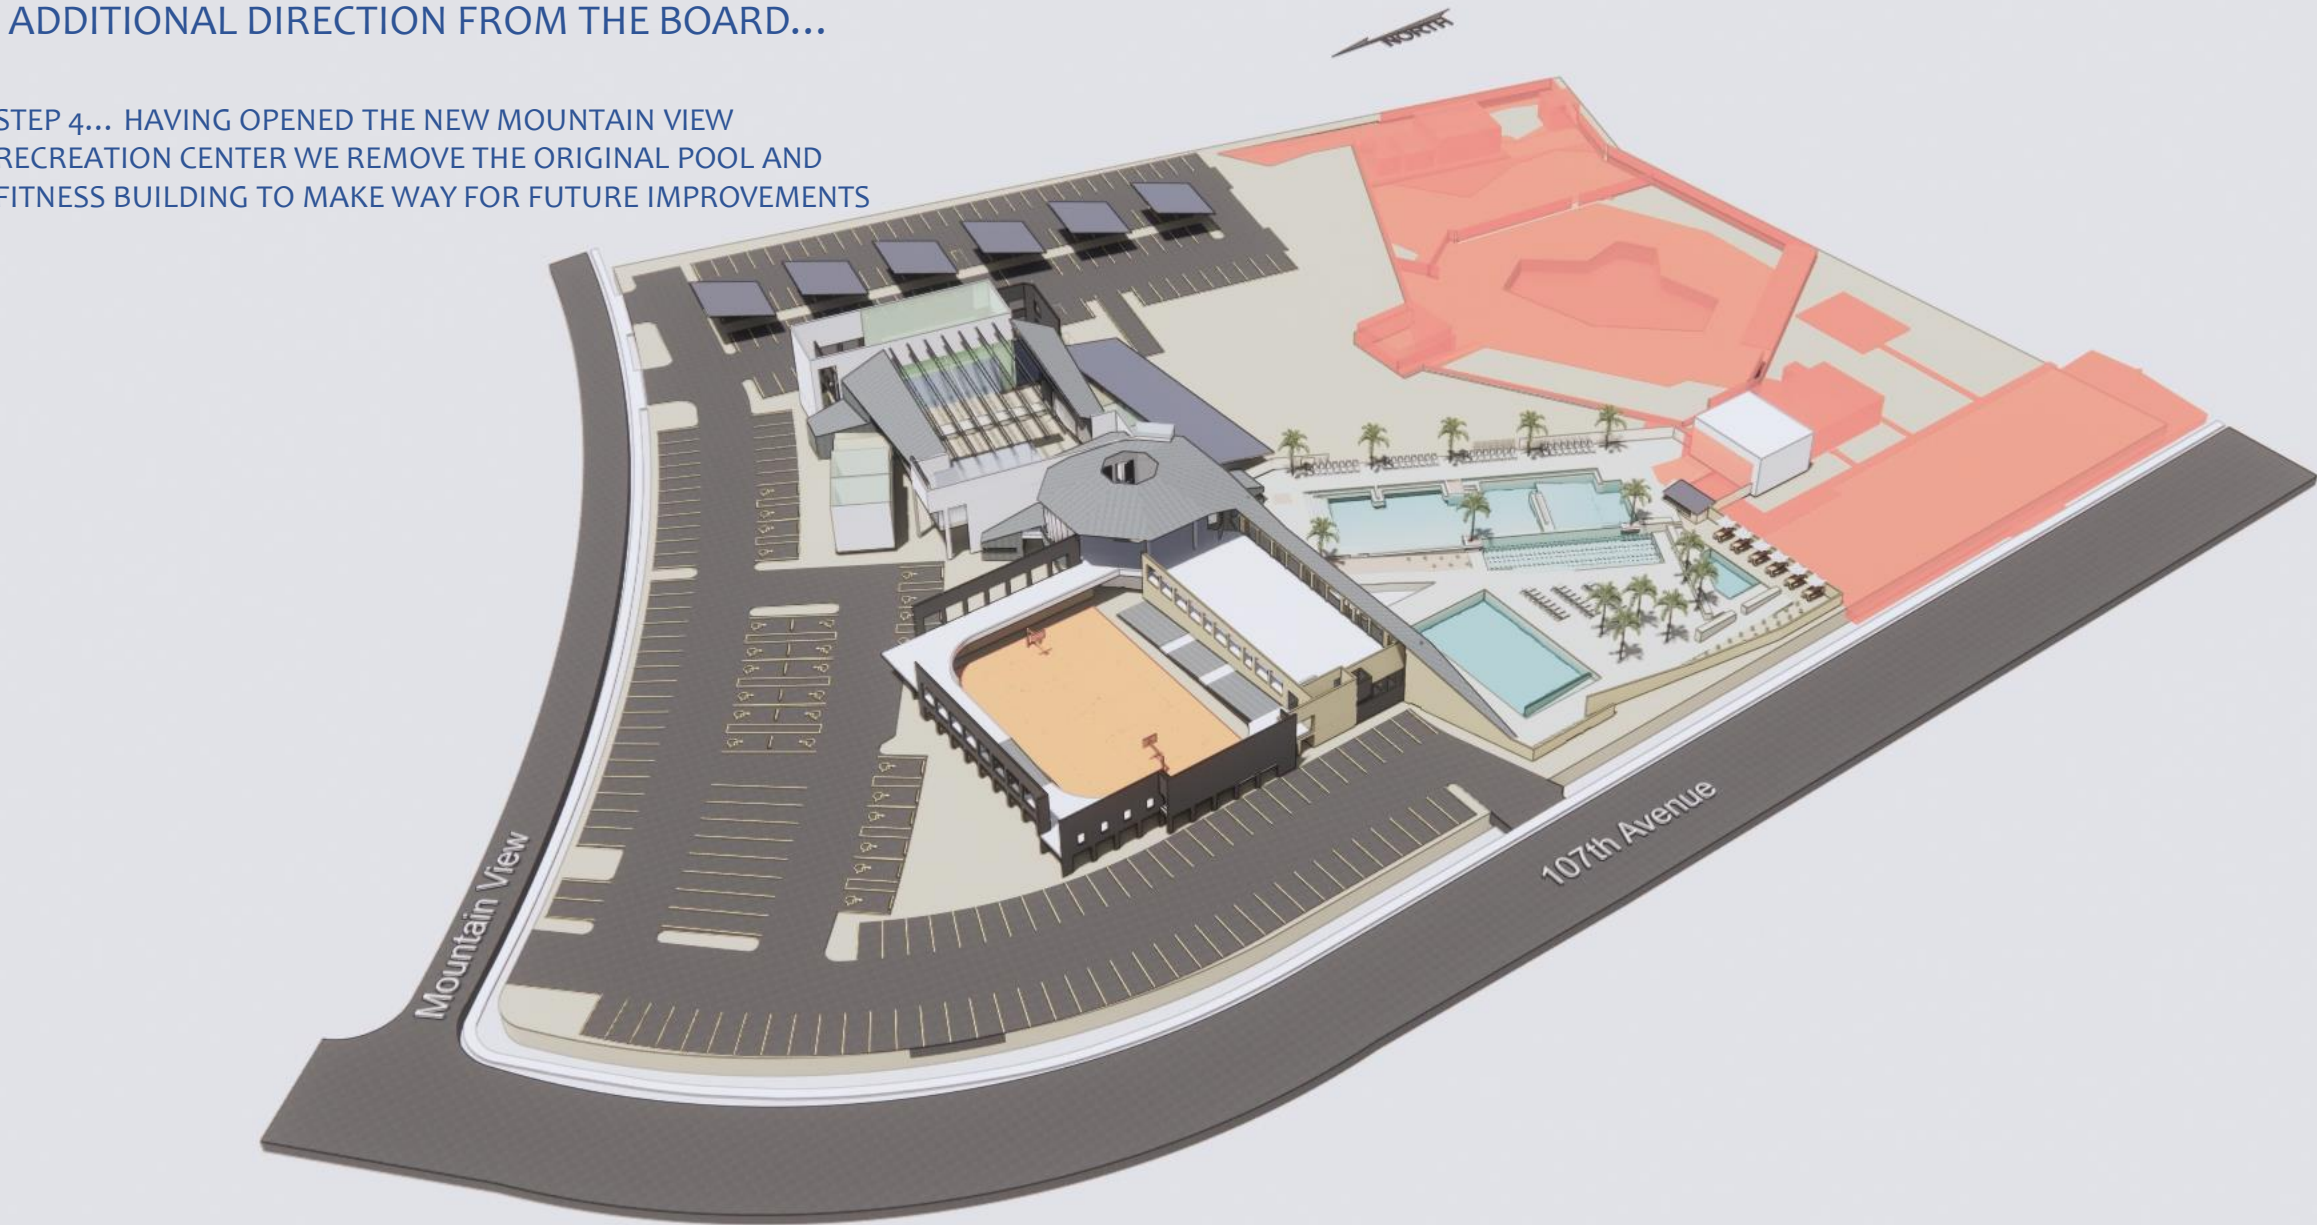 ADDITIONAL DIRECTION FROM THE BOARD...
STEP 4... HAVING OPENED THE NEW MOUNTAIN VIEW
RECREATION CENTER WE REMOVE THE ORIGINAL POOL AND
FITNESS BUILDING TO MAKE WAY FOR FUTURE IMPROVEMENTS
NORTH
Mountain View
107th Avenue